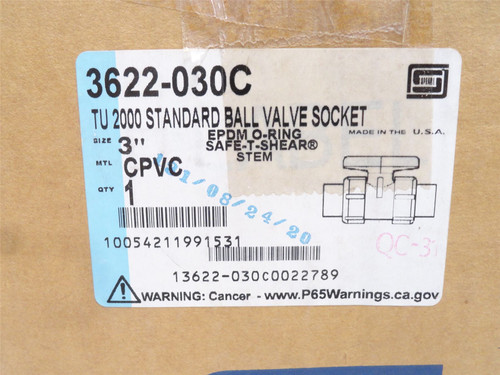 3622-030C
TU 2000 STANDARD BALL VALVE SOCKET
EPDM O-RING
SAFE-T-SHEAR®
STEM
MADE IN THE U.S.A.
SIZE 3"
MTL CPVC
QTY 1
1/08/24/20
10054211991531
QC-31
13622-030C0022789
WARNING: Cancer - www.P65Warnings.ca.gov